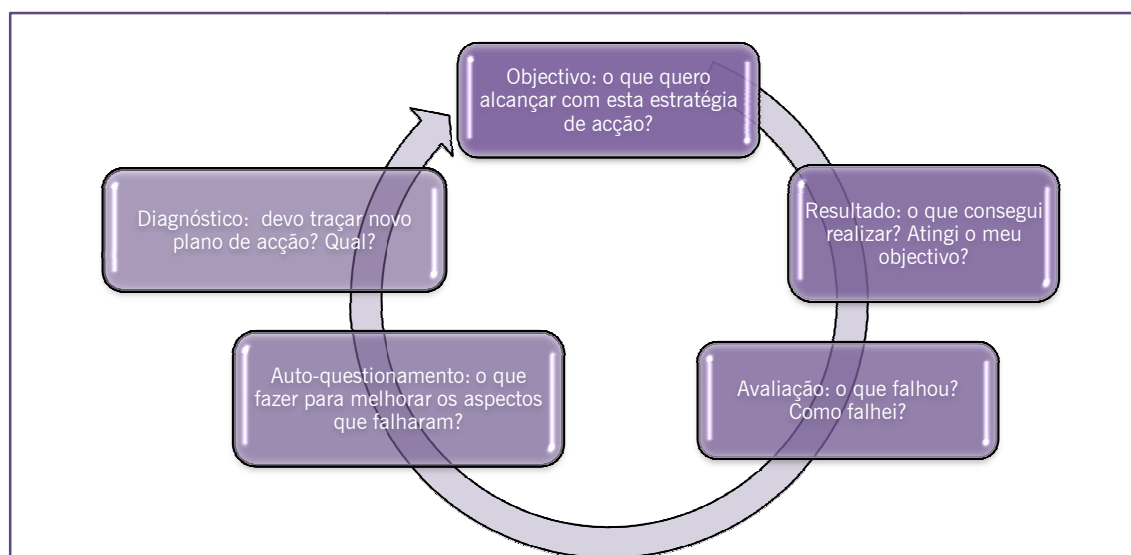 Objectivo: o que quero
alcançar com esta estratégia
de acção?
Resultado: o que consegui
realizar? Atingi o meu
objectivo?
Avaliação: o que falhou?
Como falhei?
Auto-questionamento: o que
fazer para melhorar os aspectos
que falharam?
Diagnóstico: devo traçar novo
plano de acção? Qual?